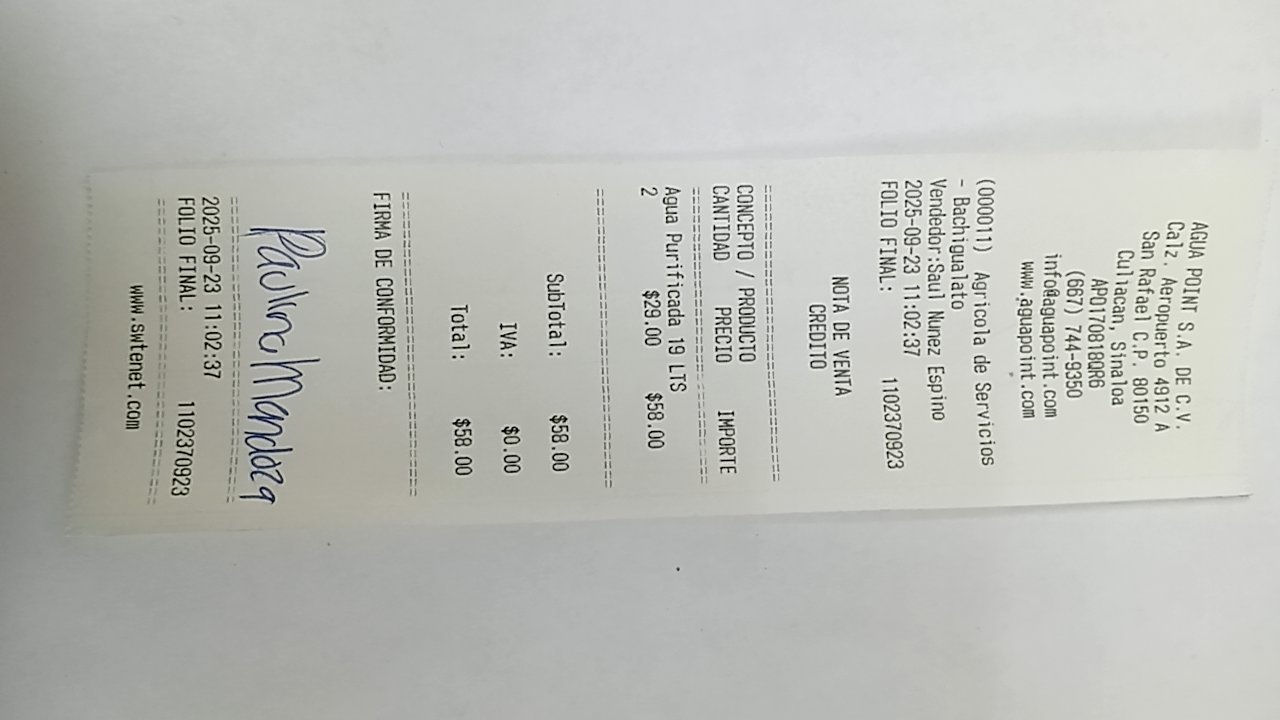 AGUA POINT S.A. DE C.V.
Calz. Aeropuerto 4912 A
San Rafael C.P. 80150
Culiacan, Sinaloa
APO170818QR6
(667) 744-9350
info@aguapoint.com
www.aguapoint.com
(000011) Agricola de Servicios
- Bachigualato
Vendedor:Saul Nunez Espino
2025-09-23 11:02:37
FOLIO FINAL: 1102370923
NOTA DE VENTA
CREDITO
CONCEPTO / PRODUCTO
CANTIDAD PRECIO IMPORTE
Agua Purificada 19 LTS
2 $29.00 $58.00
SubTotal: $58.00
IVA: $0.00
Total: $58.00
FIRMA DE CONFORMIDAD:
Paulina Mendoza
2025-09-23 11:02:37
FOLIO FINAL: 1102370923
www.swtenet.com